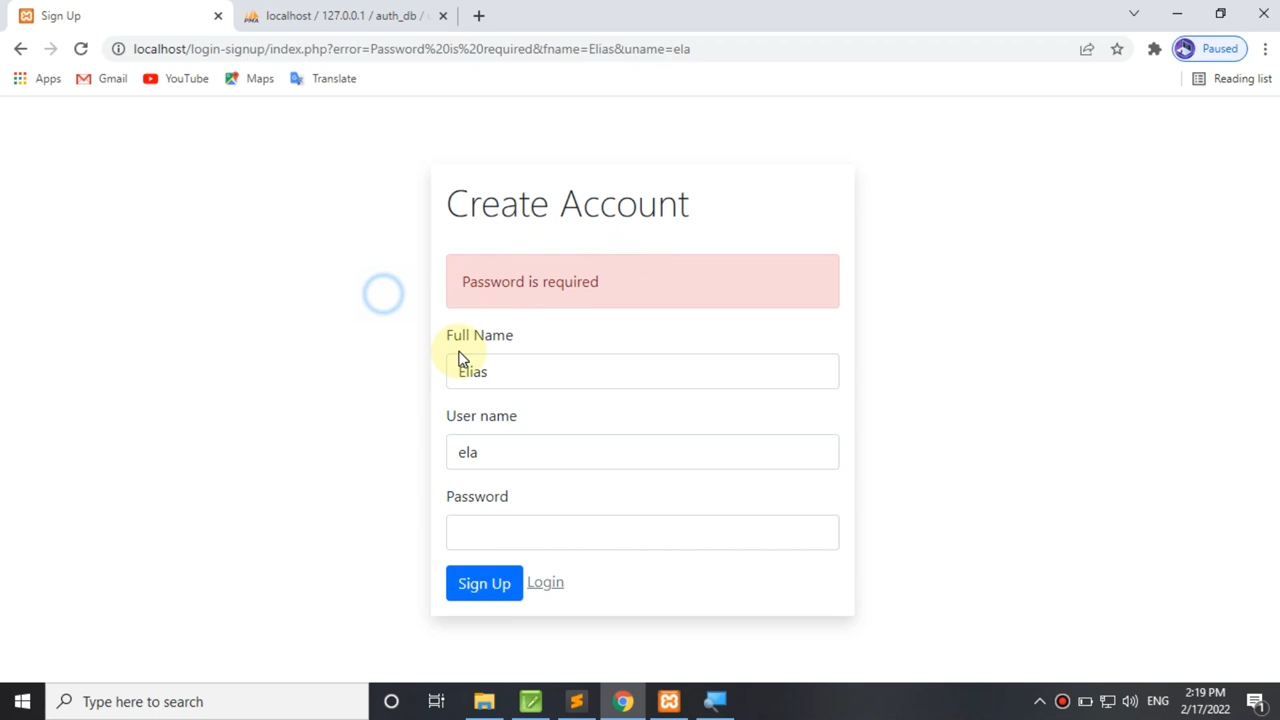 Sign Up
localhost / 127.0.0.1 / auth_db /
localhost/login-signup/index.php?error=Password%20is%20required&fname=Elias&uname=ela
Paused
Apps
Gmail
YouTube
Maps
Translate
Reading list
Create Account
Password is required
Full Name
Elias
User name
ela
Password
Sign Up Login
Type here to search
ENG
2:19 PM
2/17/2022
1